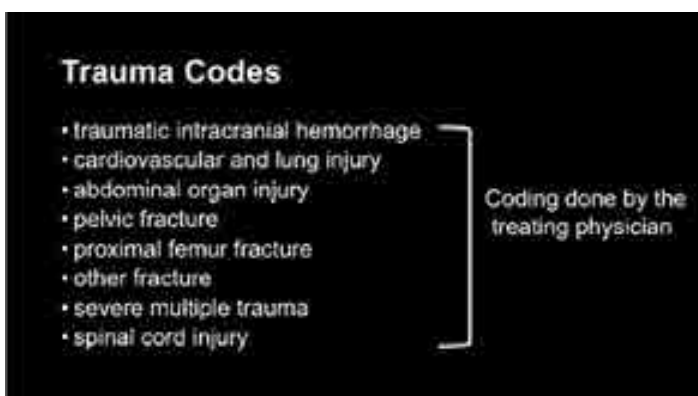 Trauma Codes
• traumatic intracranial hemorrhage
• cardiovascular and lung injury
• abdominal organ injury
• pelvic fracture
• proximal femur fracture
• other fracture
• severe multiple trauma
• spinal cord injury
Coding done by the
treating physician